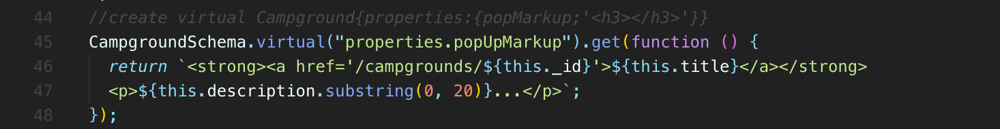 44 //create virtual Campground{properties:{popMarkup;'<h3></h3>'}}
45 CampgroundSchema.virtual("properties.popUpMarkup").get(function () {
46 return `<strong><a href='/campgrounds/${this._id}'>${this.title}</a></strong>
47 <p>${this.description.substring(0, 20)}...</p>`;
48 });